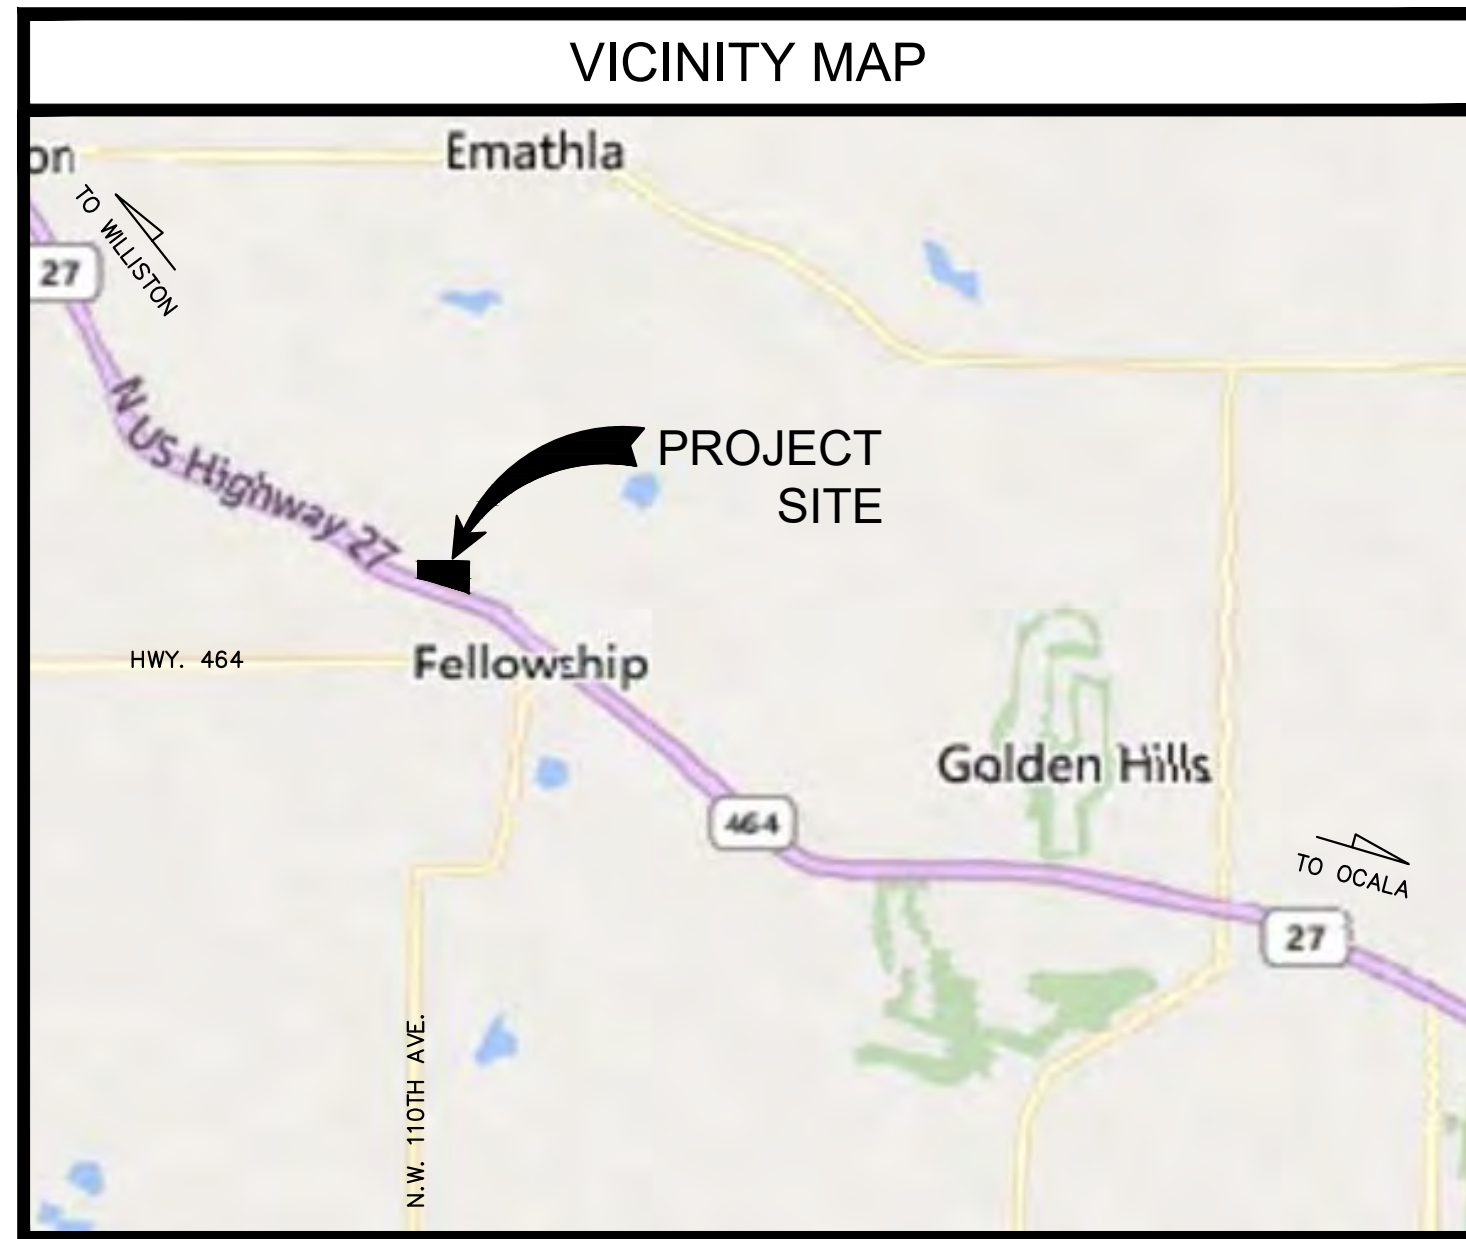 VICINITY MAP
on
Emathla
TO WILLISTON
27
N US Highway 27
PROJECT
SITE
HWY. 464
Fellowship
Golden Hills
464
TO OCALA
27
N.W. 110TH AVE.